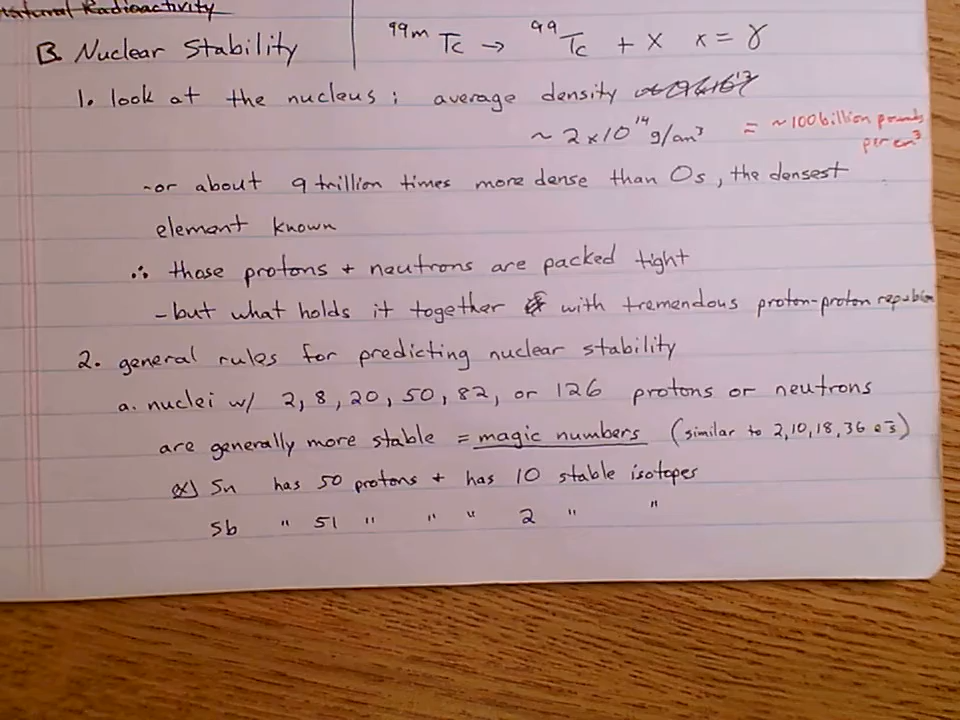 Natural Radioactivity
B. Nuclear Stability
99m Tc → 99 Tc + X x = γ
1. look at the nucleus; average density
~ 2 x 10^14 g/cm³ = ~100 billion pounds
per cm³
-or about 9 trillion times more dense than Os, the densest
element known
∴ those protons + neutrons are packed tight
- but what holds it together with tremendous proton-proton repulsion
2. general rules for predicting nuclear stability
a. nuclei w/ 2, 8, 20, 50, 82, or 126 protons or neutrons
are generally more stable = magic numbers (similar to 2,10,18,36 e⁻s)
ex) Sn has 50 protons + has 10 stable isotopes
Sb " 51 " " " 2 " "